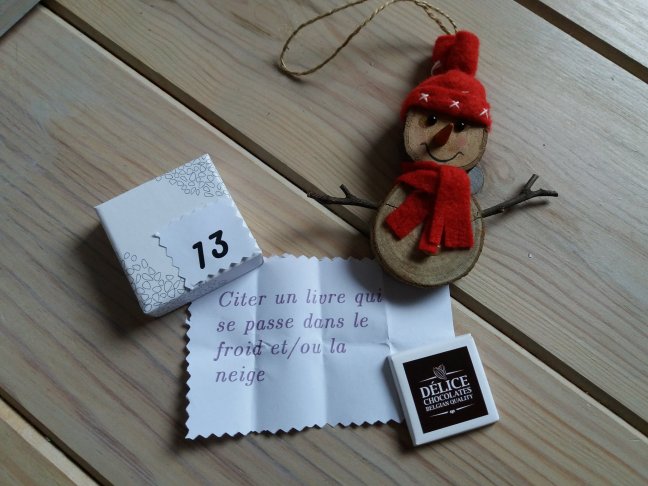 13
Citer un livre qui
se passe dans le
froid et/ou la
neige
DÉLICE
CHOCOLATES
BELGIAN QUALITY